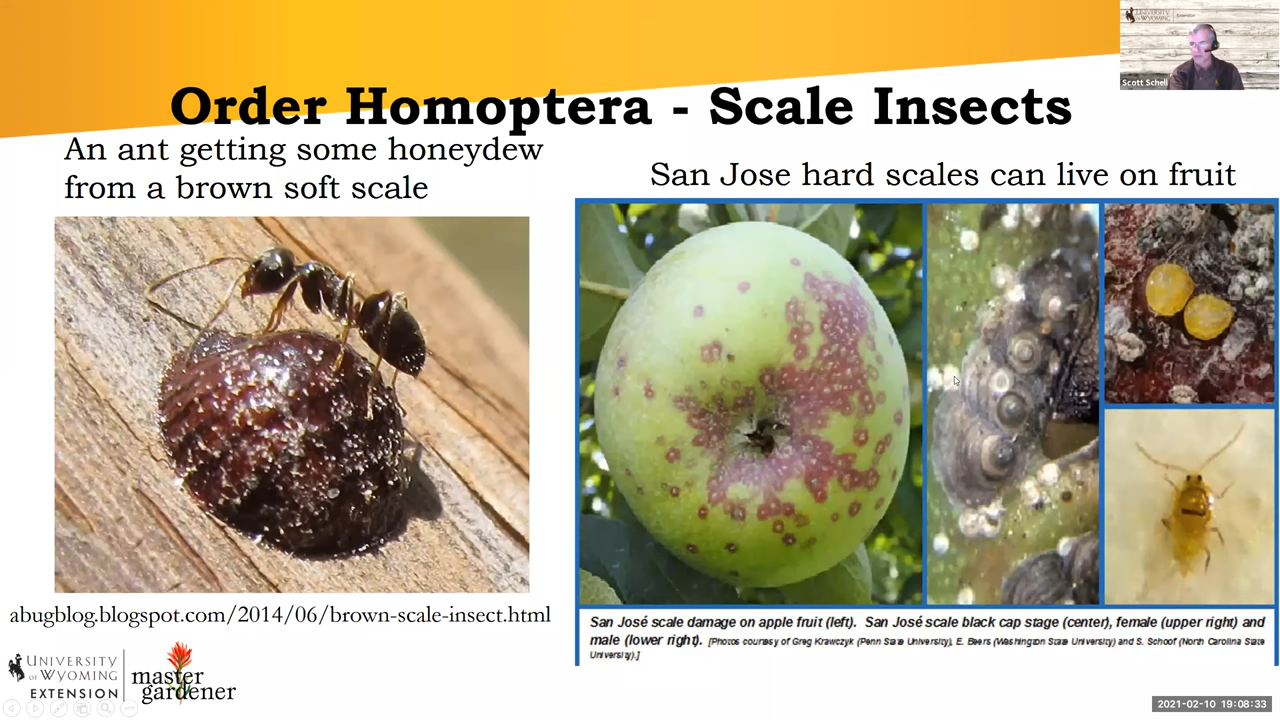 UNIVERSITY
OF WYOMING
Extension
Scott Schell
Order Homoptera - Scale Insects
An ant getting some honeydew
from a brown soft scale
San Jose hard scales can live on fruit
abugblog.blogspot.com/2014/06/brown-scale-insect.html
San José scale damage on apple fruit (left). San José scale black cap stage (center), female (upper right) and
male (lower right). [Photos courtesy of Greg Krawczyk (Penn State University), E. Beers (Washington State University) and S. Schoof (North Carolina State
University).]
UNIVERSITY
OF WYOMING
EXTENSION
master
gardener
2021-02-10 19:08:33